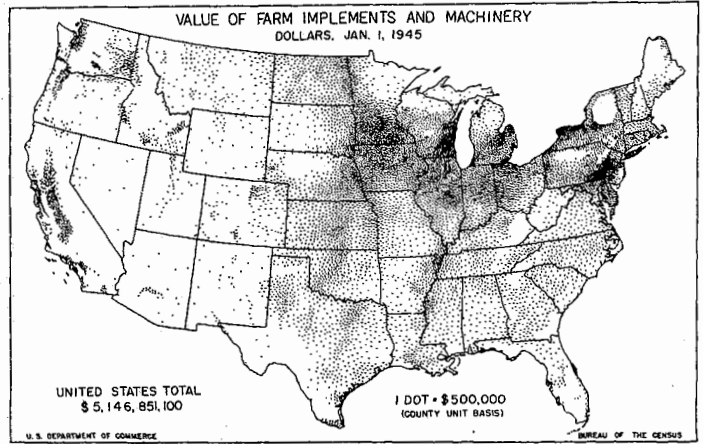 VALUE OF FARM IMPLEMENTS AND MACHINERY
DOLLARS, JAN. 1, 1945
UNITED STATES TOTAL
$5,146,851,100
1 DOT = $500,000
(COUNTY UNIT BASIS)
U. S. DEPARTMENT OF COMMERCE
BUREAU OF THE CENSUS